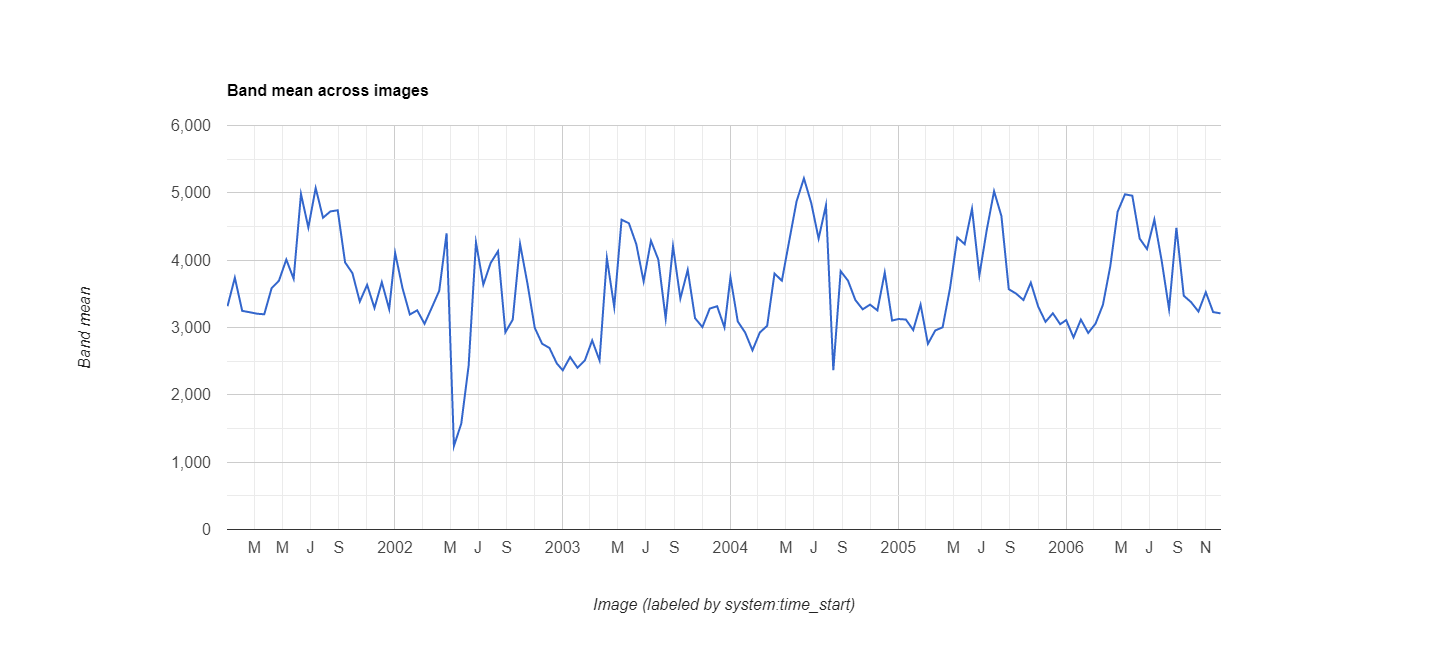 Band mean across images
6,000
5,000
4,000
3,000
2,000
1,000
0
Band mean
M M J S 2002 M J S 2003 M J S 2004 M J S 2005 M J S 2006 M J S N
Image (labeled by system:time_start)